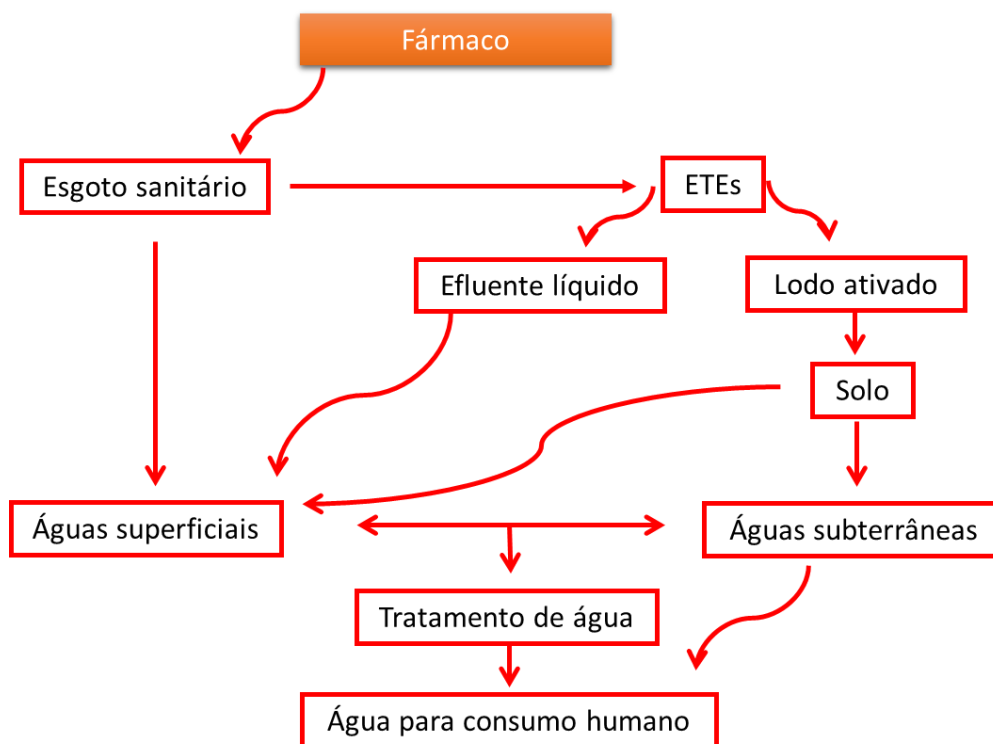 Fármaco
Esgoto sanitário
ETEs
Efluente líquido
Lodo ativado
Solo
Águas superficiais
Águas subterrâneas
Tratamento de água
Água para consumo humano